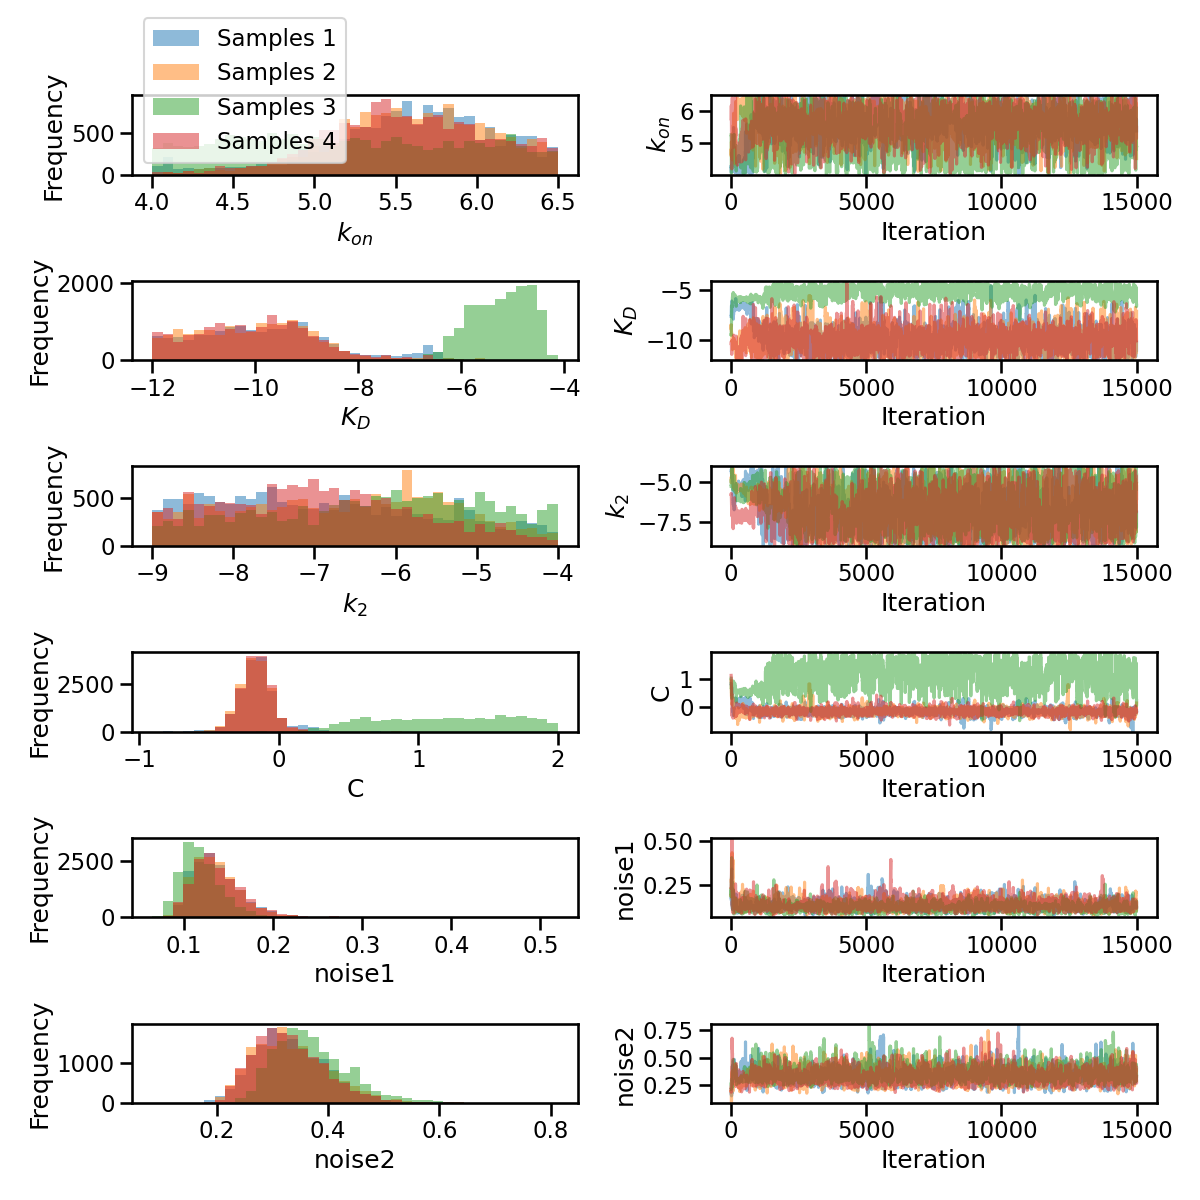 Samples 1
Samples 2
Samples 3
Samples 4
Frequency
500
0
4.0 4.5 5.0 5.5 6.0 6.5
k_on
k_on
6
5
0 5000 10000 15000
Iteration
Frequency
2000
0
−12 −10 −8 −6 −4
K_D
K_D
−5
−10
0 5000 10000 15000
Iteration
Frequency
500
0
−9 −8 −7 −6 −5 −4
k_2
k_2
−5.0
−7.5
0 5000 10000 15000
Iteration
Frequency
2500
0
−1 0 1 2
C
C
1
0
0 5000 10000 15000
Iteration
Frequency
2500
0
0.1 0.2 0.3 0.4 0.5
noise1
noise1
0.50
0.25
0 5000 10000 15000
Iteration
Frequency
1000
0
0.2 0.4 0.6 0.8
noise2
noise2
0.75
0.50
0.25
0 5000 10000 15000
Iteration